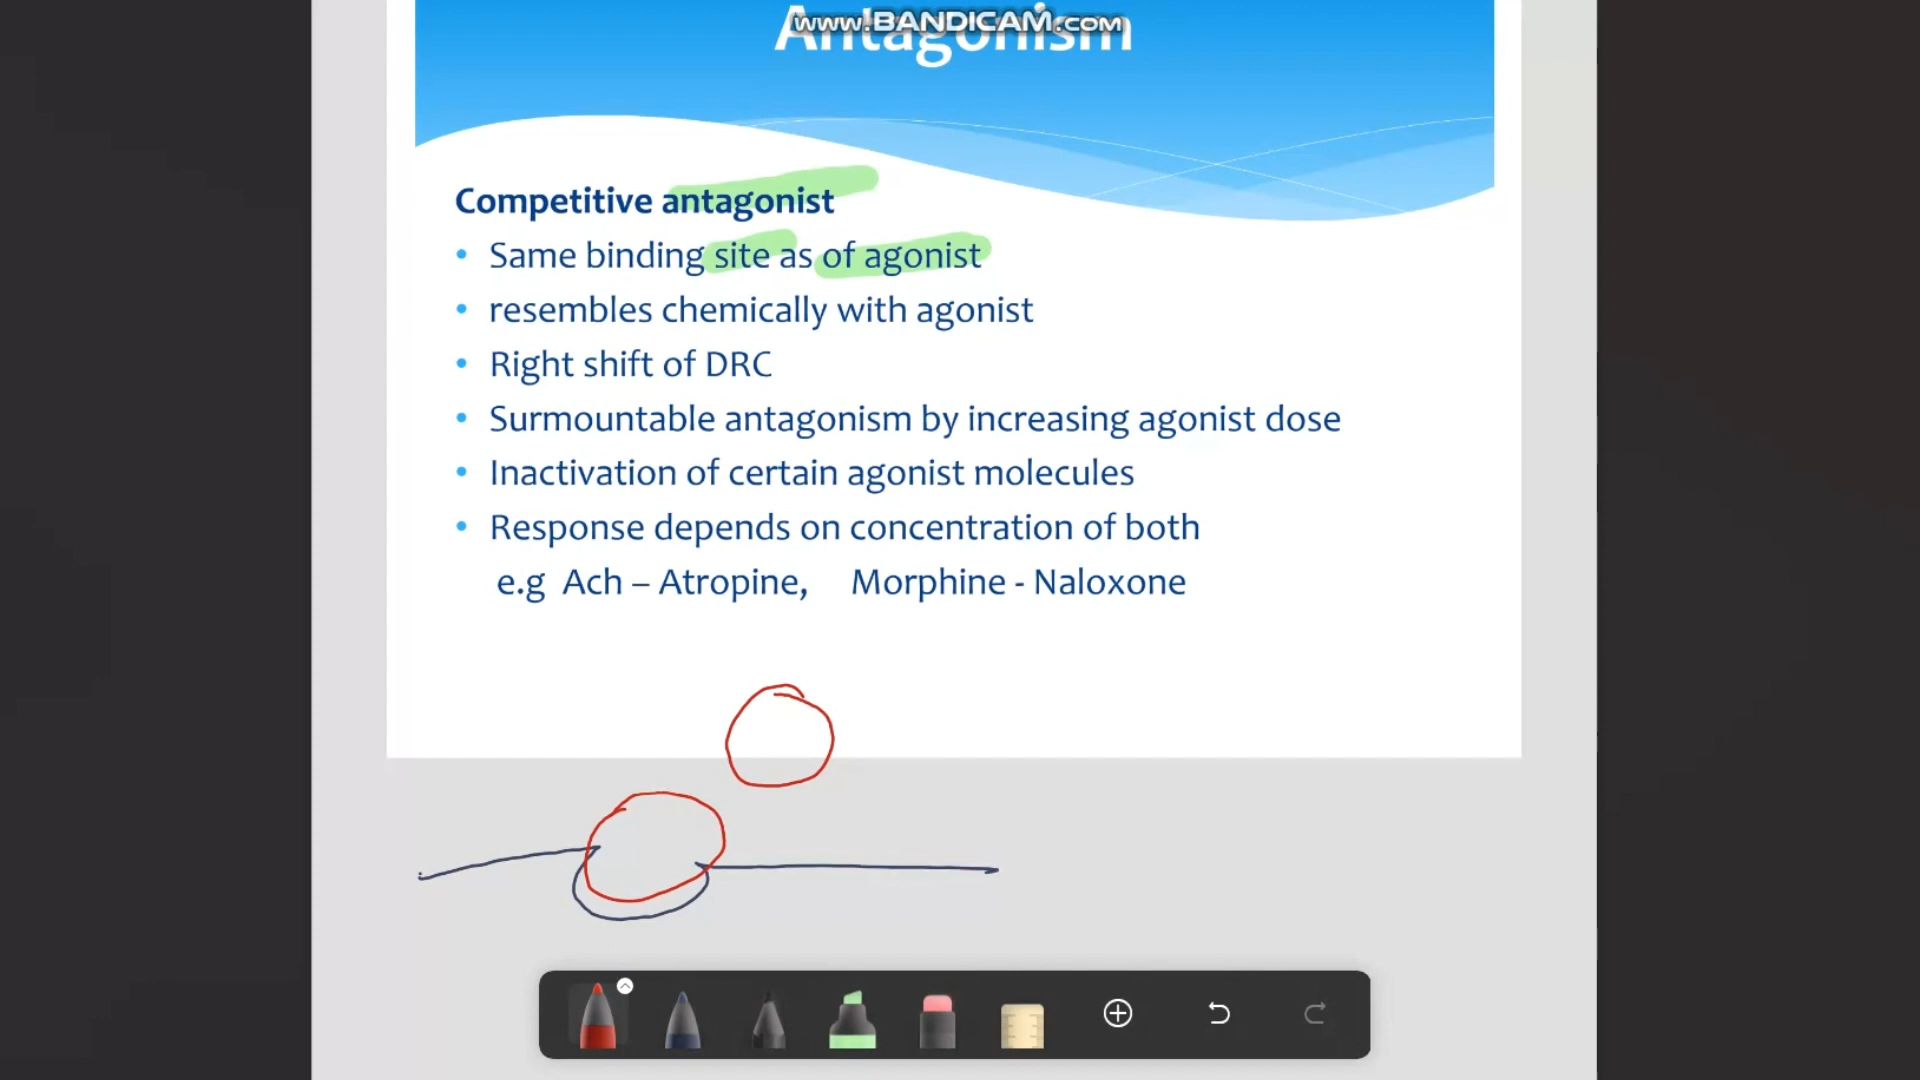 www.BANDICAM.com
Antagonism
Competitive antagonist
• Same binding site as of agonist
• resembles chemically with agonist
• Right shift of DRC
• Surmountable antagonism by increasing agonist dose
• Inactivation of certain agonist molecules
• Response depends on concentration of both
e.g Ach – Atropine, Morphine - Naloxone